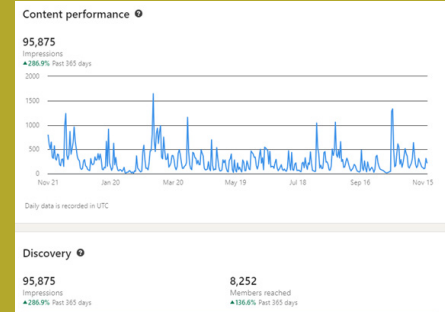 Content performance ?
95,875
Impressions
▲286.9% Past 365 days
2000
1500
1000
500
0
Nov 21 Jan 20 Mar 20 May 19 Jul 18 Sep 16 Nov 15
Daily data is recorded in UTC
Discovery ?
95,875 8,252
Impressions Members reached
▲286.9% Past 365 days ▲136.6% Past 365 days